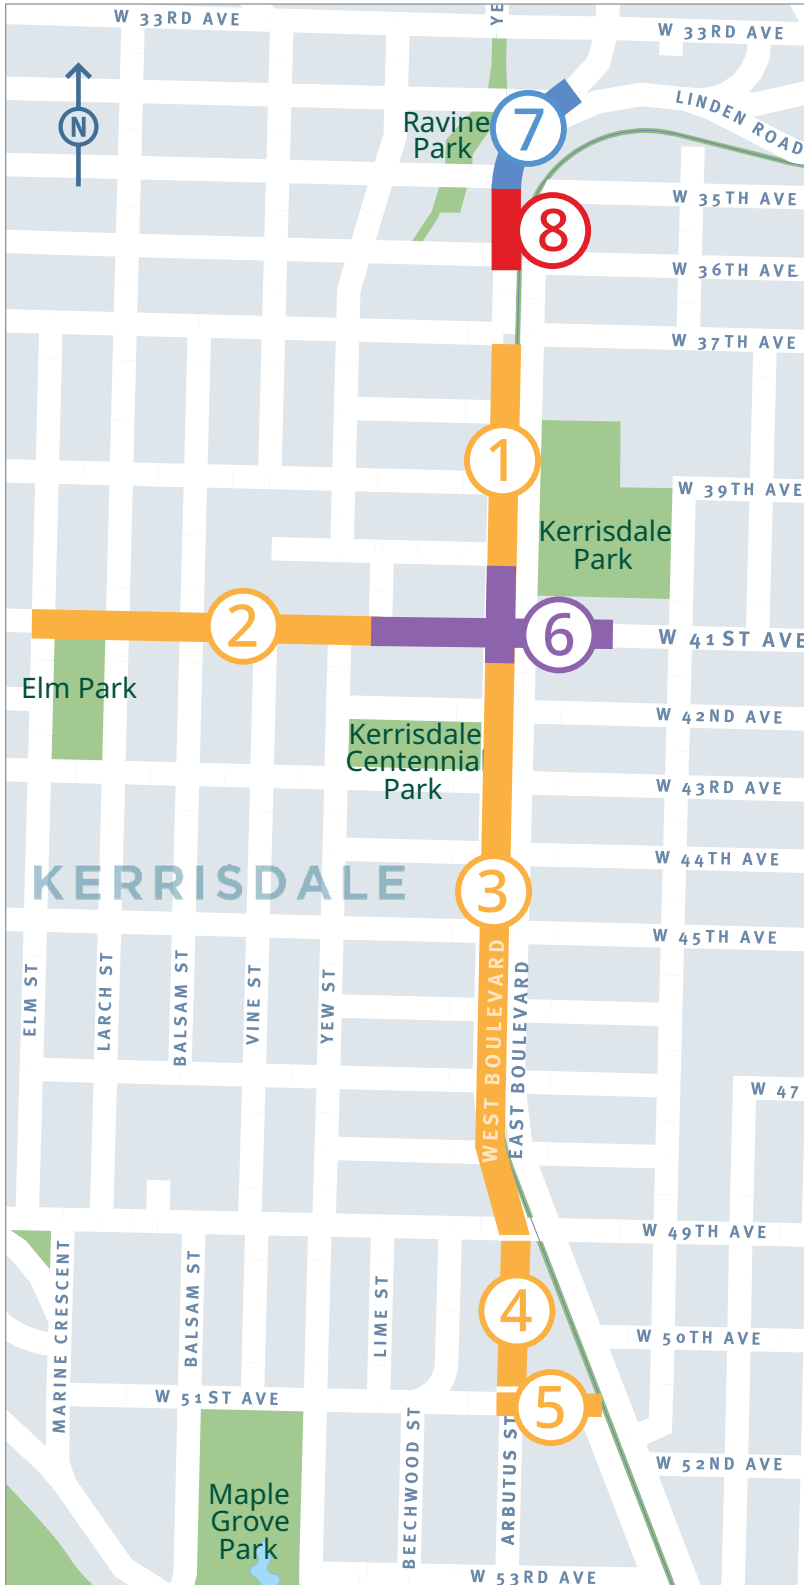 YE
W 33RD AVE
W 33RD AVE
N
LINDEN ROAD
Ravine
Park
7
W 35TH AVE
8
W 36TH AVE
W 37TH AVE
1
W 39TH AVE
Kerrisdale
Park
2
6
W 41ST AVE
Elm Park
W 42ND AVE
Kerrisdale
Centennial
Park
W 43RD AVE
W 44TH AVE
KERRISDALE
3
W 45TH AVE
ELM ST
LARCH ST
BALSAM ST
VINE ST
YEW ST
WEST BOULEVARD
EAST BOULEVARD
W 47
W 49TH AVE
MARINE CRESCENT
BALSAM ST
LIME ST
4
W 50TH AVE
W 51ST AVE
5
BEECHWOOD ST
ARBUTUS ST
W 52ND AVE
Maple
Grove
Park
W 53RD AVE